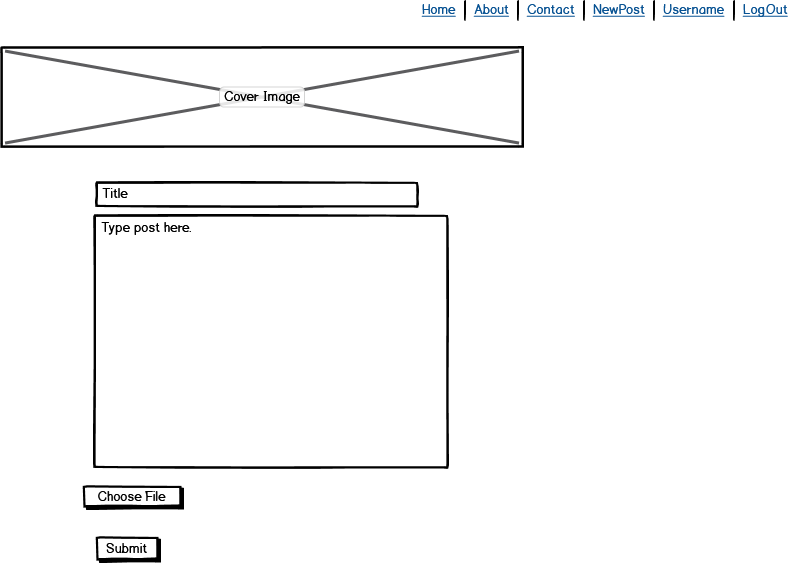 Home About Contact NewPost Username LogOut
Cover Image
Title
Type post here.
Choose File
Submit